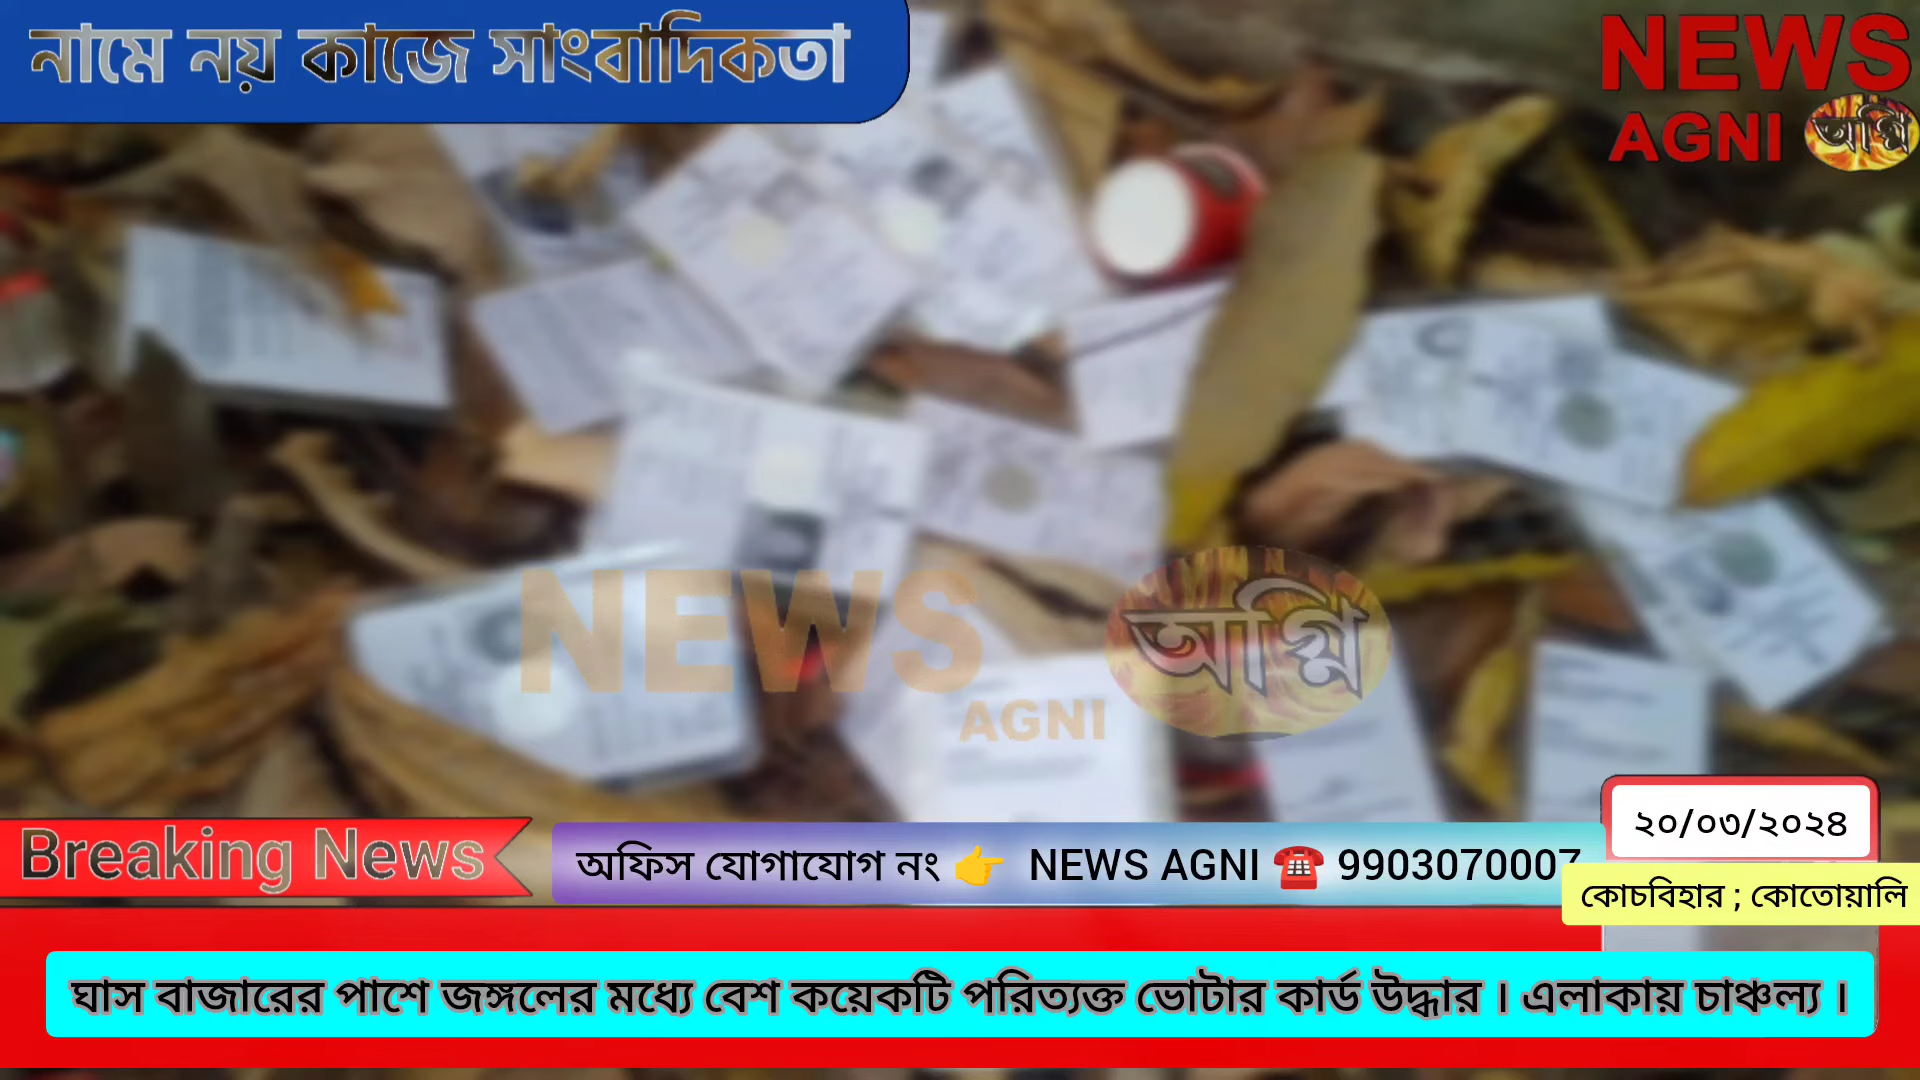 নামে নয় কাজে সাংবাদিকতা
NEWS
AGNI অগ্নি
NEWS অগ্নি
AGNI
২০/০৩/২০২৪
Breaking News
অফিস যোগাযোগ নং 👉 NEWS AGNI ☎️ 9903070007
কোচবিহার ; কোতোয়ালি
ঘাস বাজারের পাশে জঙ্গলের মধ্যে বেশ কয়েকটি পরিত্যক্ত ভোটার কার্ড উদ্ধার । এলাকায় চাঞ্চল্য ।